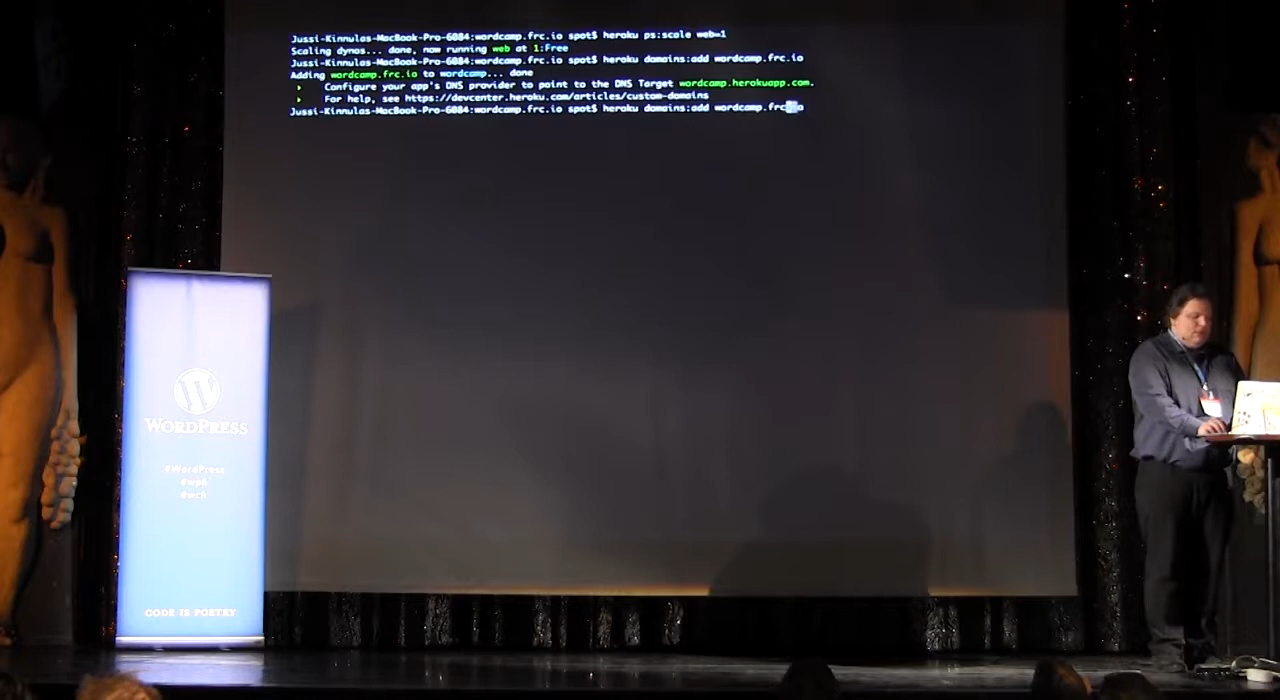 Jussi-Kinnulas-MacBook-Pro-6084:wordcamp.frc.io spot$ heroku ps:scale web=1
Scaling dynos... done, now running web at 1:Free
Jussi-Kinnulas-MacBook-Pro-6084:wordcamp.frc.io spot$ heroku domains:add wordcamp.frc.io
Adding wordcamp.frc.io to wordcamp... done
Configure your app's DNS provider to point to the DNS Target wordcamp.herokuapp.com.
For help, see https://devcenter.heroku.com/articles/custom-domains
Jussi-Kinnulas-MacBook-Pro-6084:wordcamp.frc.io spot$ heroku domains:add wordcamp.frc.io
WORDPRESS
#WordPress
#wpfi
#wcfi
CODE IS POETRY